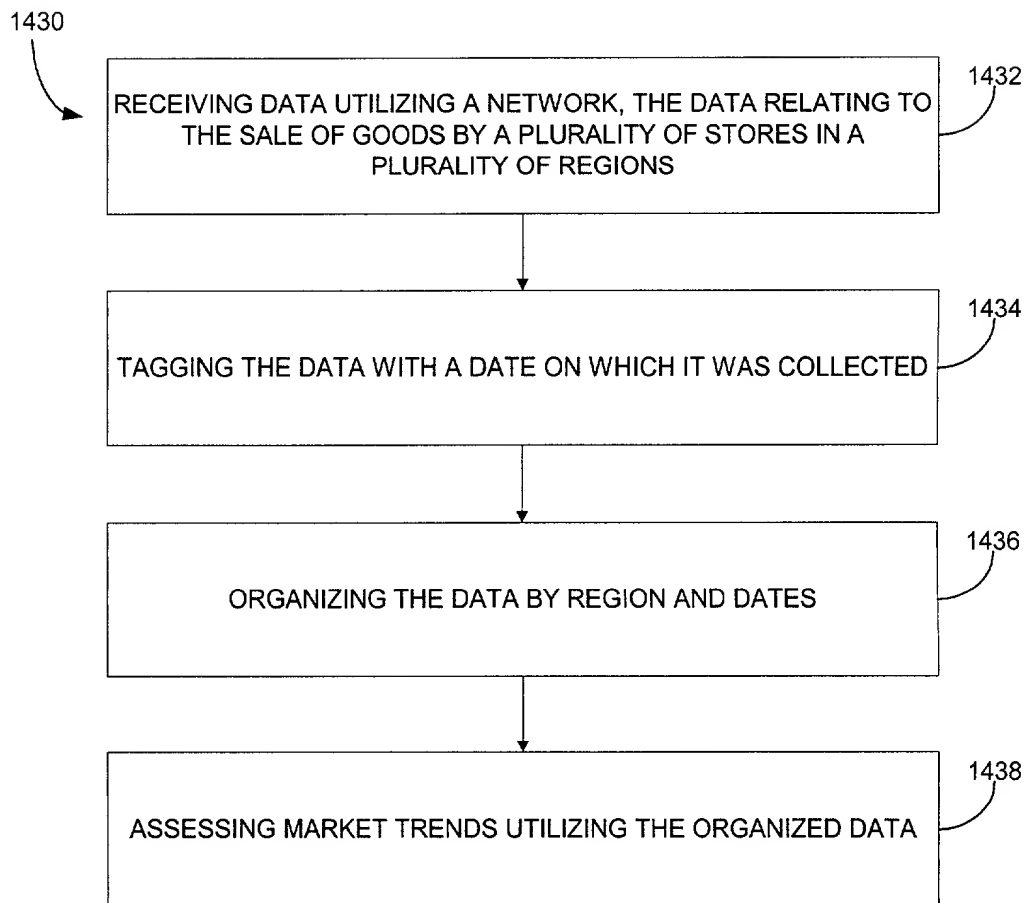 1430
1432
RECEIVING DATA UTILIZING A NETWORK, THE DATA RELATING TO
THE SALE OF GOODS BY A PLURALITY OF STORES IN A
PLURALITY OF REGIONS
1434
TAGGING THE DATA WITH A DATE ON WHICH IT WAS COLLECTED
1436
ORGANIZING THE DATA BY REGION AND DATES
1438
ASSESSING MARKET TRENDS UTILIZING THE ORGANIZED DATA